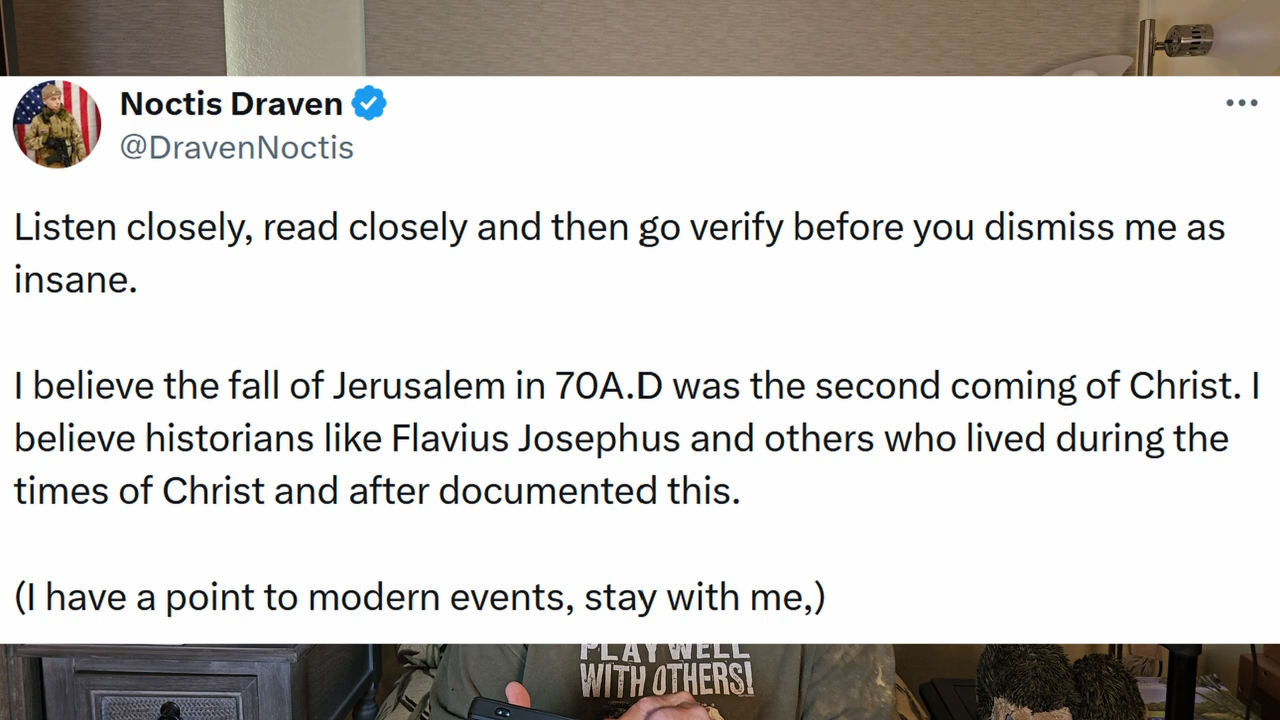 Noctis Draven
@DravenNoctis
Listen closely, read closely and then go verify before you dismiss me as
insane.
I believe the fall of Jerusalem in 70A.D was the second coming of Christ. I
believe historians like Flavius Josephus and others who lived during the
times of Christ and after documented this.
(I have a point to modern events, stay with me,)
PLAY WELL
WITH OTHERS!